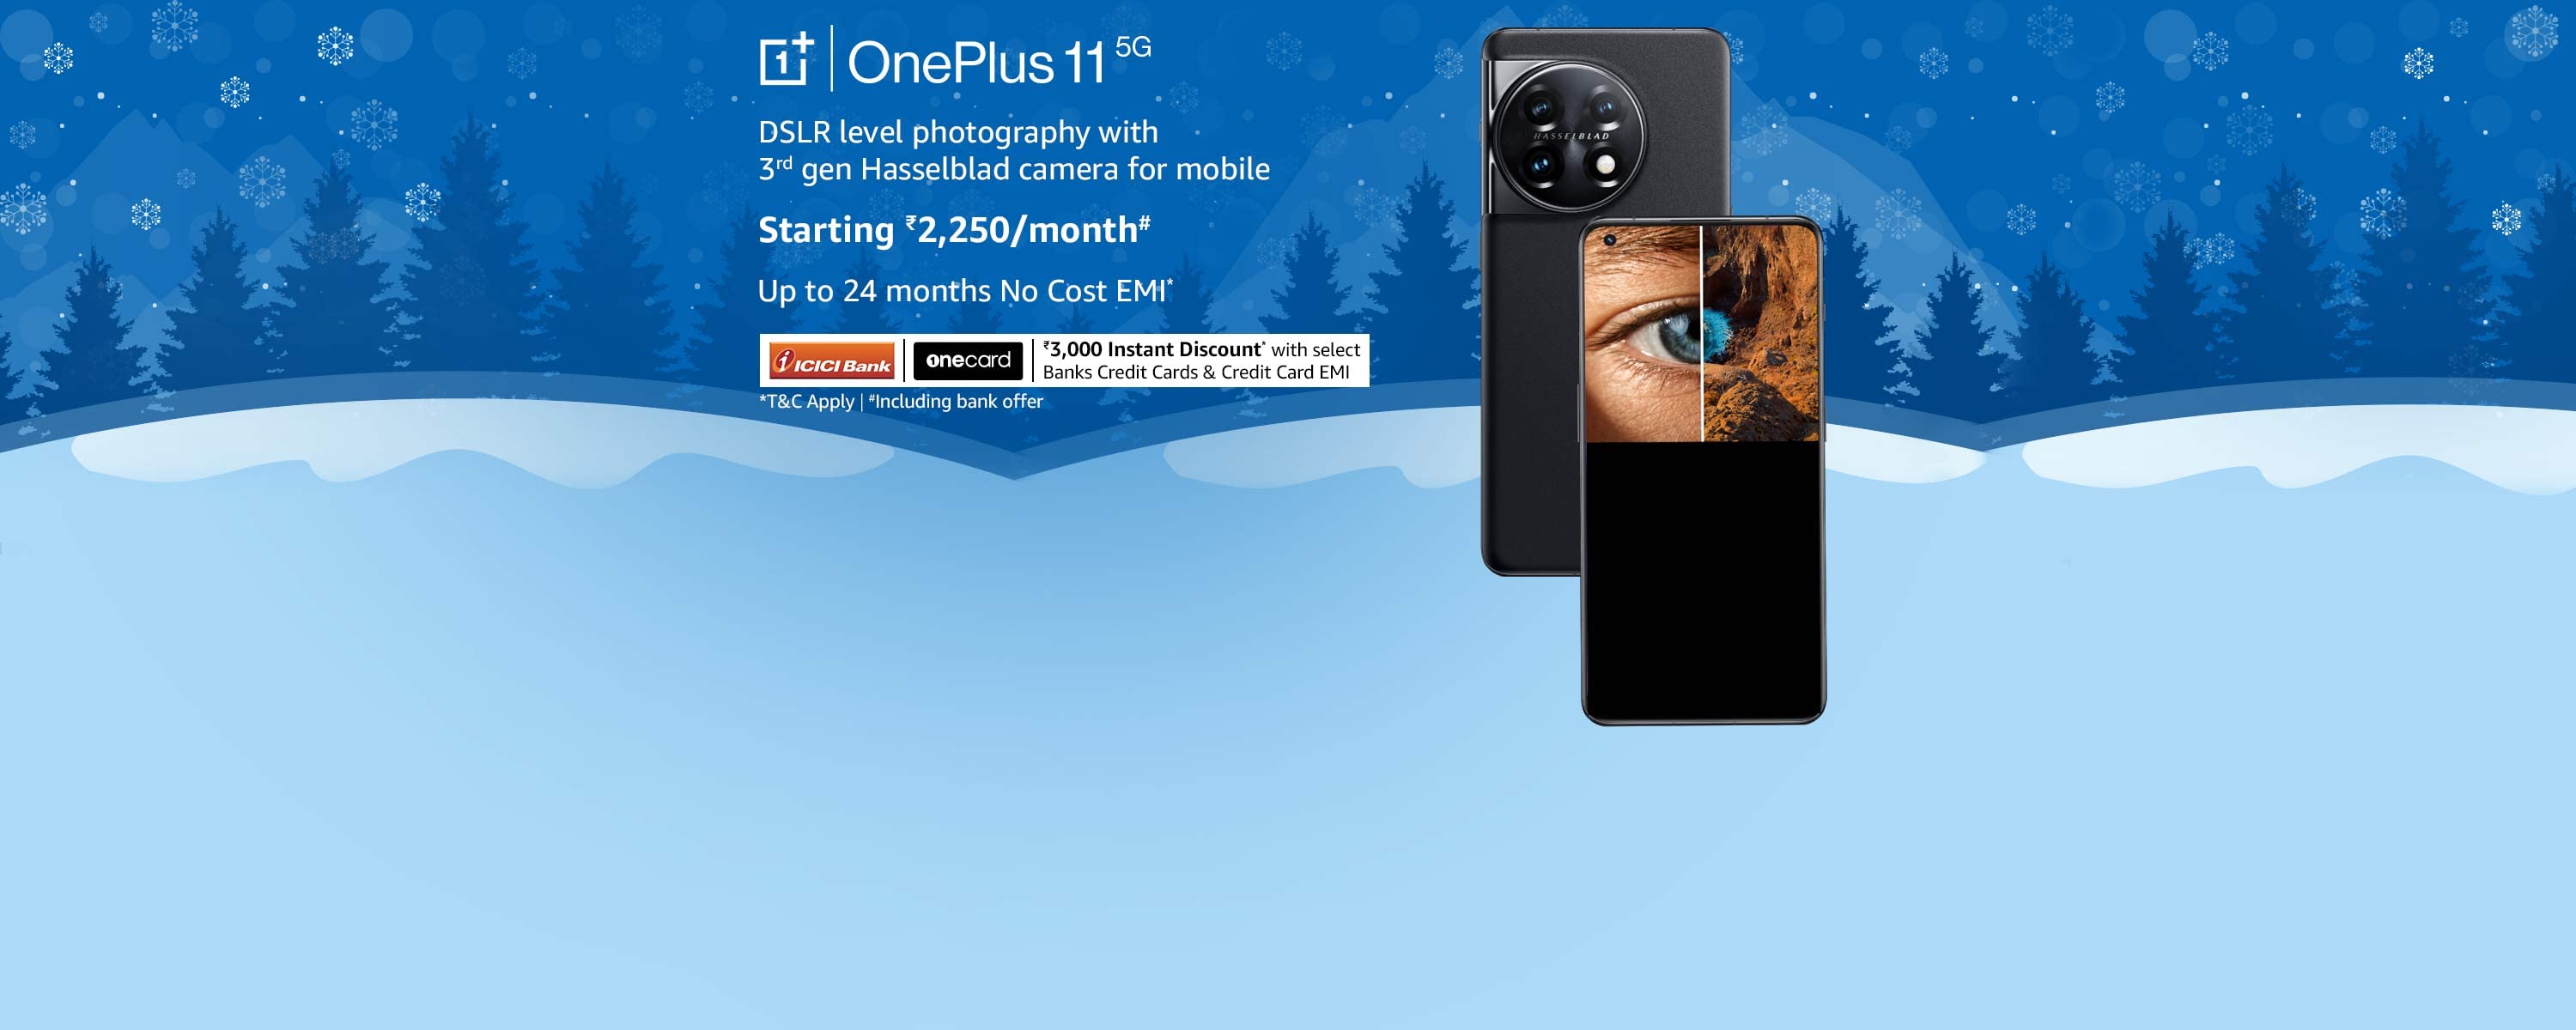 1+ | OnePlus 11 5G
DSLR level photography with
3rd gen Hasselblad camera for mobile
Starting ₹2,250/month#
Up to 24 months No Cost EMI*
i ICICI Bank | onecard | ₹3,000 Instant Discount* with select
Banks Credit Cards & Credit Card EMI
*T&C Apply | #Including bank offer
HASSELBLAD